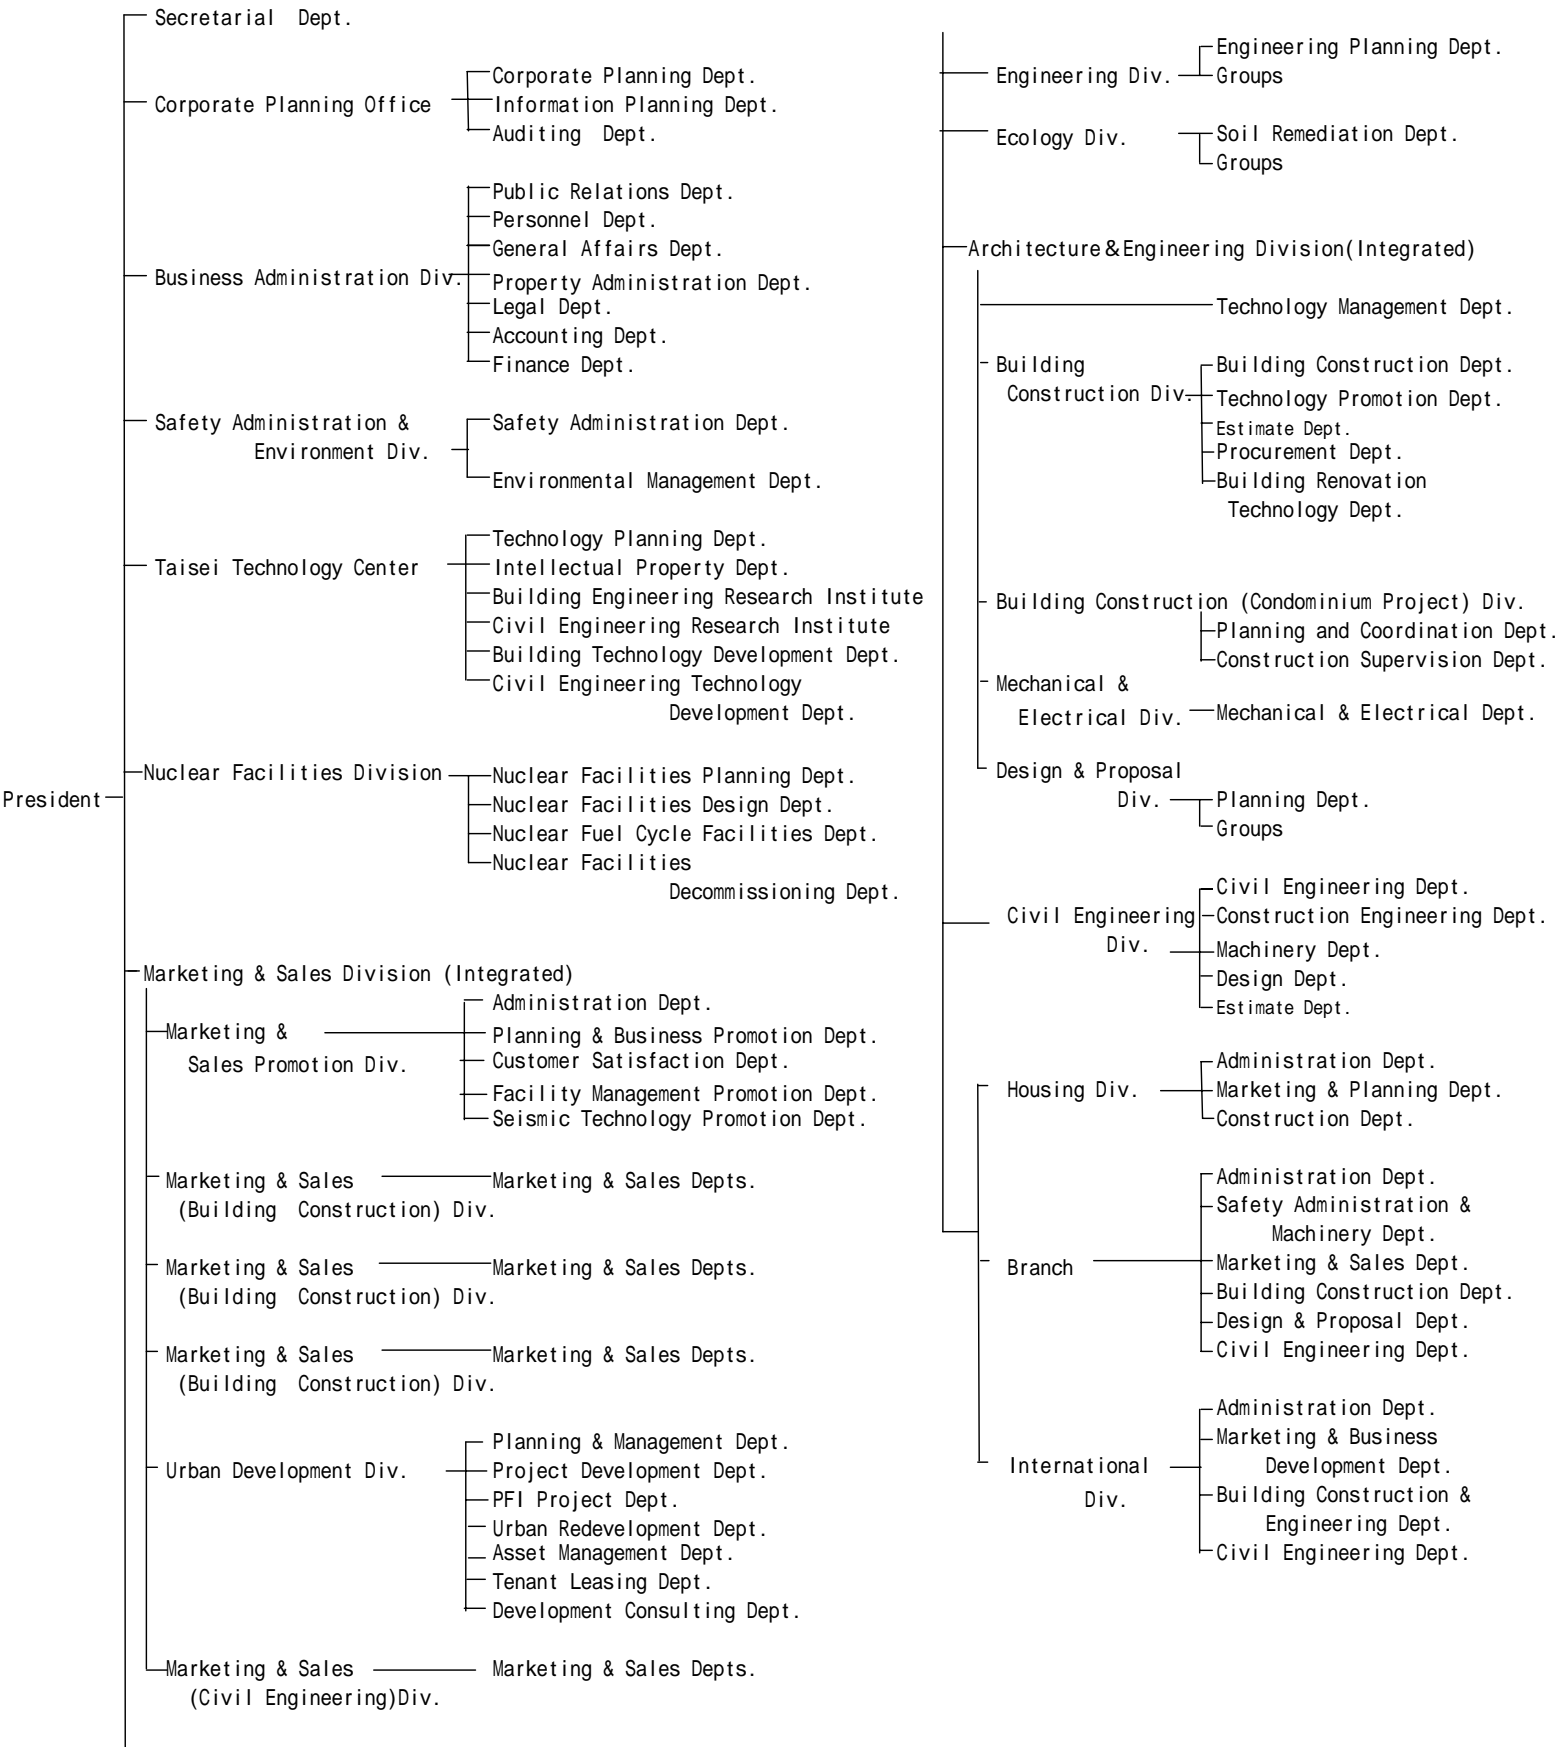 Secretarial Dept.
Corporate Planning Office
Corporate Planning Dept.
Information Planning Dept.
Auditing Dept.
Business Administration Div.
Public Relations Dept.
Personnel Dept.
General Affairs Dept.
Property Administration Dept.
Legal Dept.
Accounting Dept.
Finance Dept.
Safety Administration &
Environment Div.
Safety Administration Dept.
Environmental Management Dept.
Taisei Technology Center
Technology Planning Dept.
Intellectual Property Dept.
Building Engineering Research Institute
Civil Engineering Research Institute
Building Technology Development Dept.
Civil Engineering Technology
Development Dept.
President
Nuclear Facilities Division
Nuclear Facilities Planning Dept.
Nuclear Facilities Design Dept.
Nuclear Fuel Cycle Facilities Dept.
Nuclear Facilities
Decommissioning Dept.
Marketing & Sales Division (Integrated)
Marketing &
Sales Promotion Div.
Administration Dept.
Planning & Business Promotion Dept.
Customer Satisfaction Dept.
Facility Management Promotion Dept.
Seismic Technology Promotion Dept.
Marketing & Sales
(Building Construction) Div.
Marketing & Sales Depts.
Marketing & Sales
(Building Construction) Div.
Marketing & Sales Depts.
Marketing & Sales
(Building Construction) Div.
Marketing & Sales Depts.
Urban Development Div.
Planning & Management Dept.
Project Development Dept.
PFI Project Dept.
Urban Redevelopment Dept.
Asset Management Dept.
Tenant Leasing Dept.
Development Consulting Dept.
Marketing & Sales
(Civil Engineering)Div.
Marketing & Sales Depts.
Engineering Div.
Engineering Planning Dept.
Groups
Ecology Div.
Soil Remediation Dept.
Groups
Architecture&Engineering Division(Integrated)
Technology Management Dept.
Building
Construction Div.
Building Construction Dept.
Technology Promotion Dept.
Estimate Dept.
Procurement Dept.
Building Renovation
Technology Dept.
Building Construction (Condominium Project) Div.
Planning and Coordination Dept.
Construction Supervision Dept.
Mechanical &
Electrical Div.
Mechanical & Electrical Dept.
Design & Proposal
Div.
Planning Dept.
Groups
Civil Engineering
Div.
Civil Engineering Dept.
Construction Engineering Dept.
Machinery Dept.
Design Dept.
Estimate Dept.
Housing Div.
Administration Dept.
Marketing & Planning Dept.
Construction Dept.
Branch
Administration Dept.
Safety Administration &
Machinery Dept.
Marketing & Sales Dept.
Building Construction Dept.
Design & Proposal Dept.
Civil Engineering Dept.
International
Div.
Administration Dept.
Marketing & Business
Development Dept.
Building Construction &
Engineering Dept.
Civil Engineering Dept.